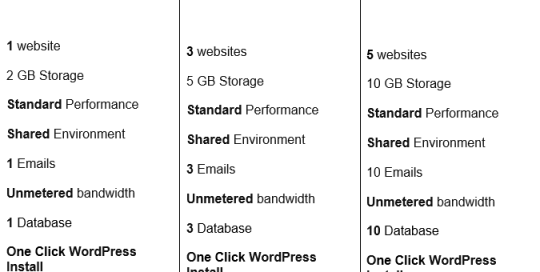 1 website
2 GB Storage
Standard Performance
Shared Environment
1 Emails
Unmetered bandwidth
1 Database
One Click WordPress
Install
3 websites
5 GB Storage
Standard Performance
Shared Environment
3 Emails
Unmetered bandwidth
3 Database
One Click WordPress
Install
5 websites
10 GB Storage
Standard Performance
Shared Environment
10 Emails
Unmetered bandwidth
10 Database
One Click WordPress